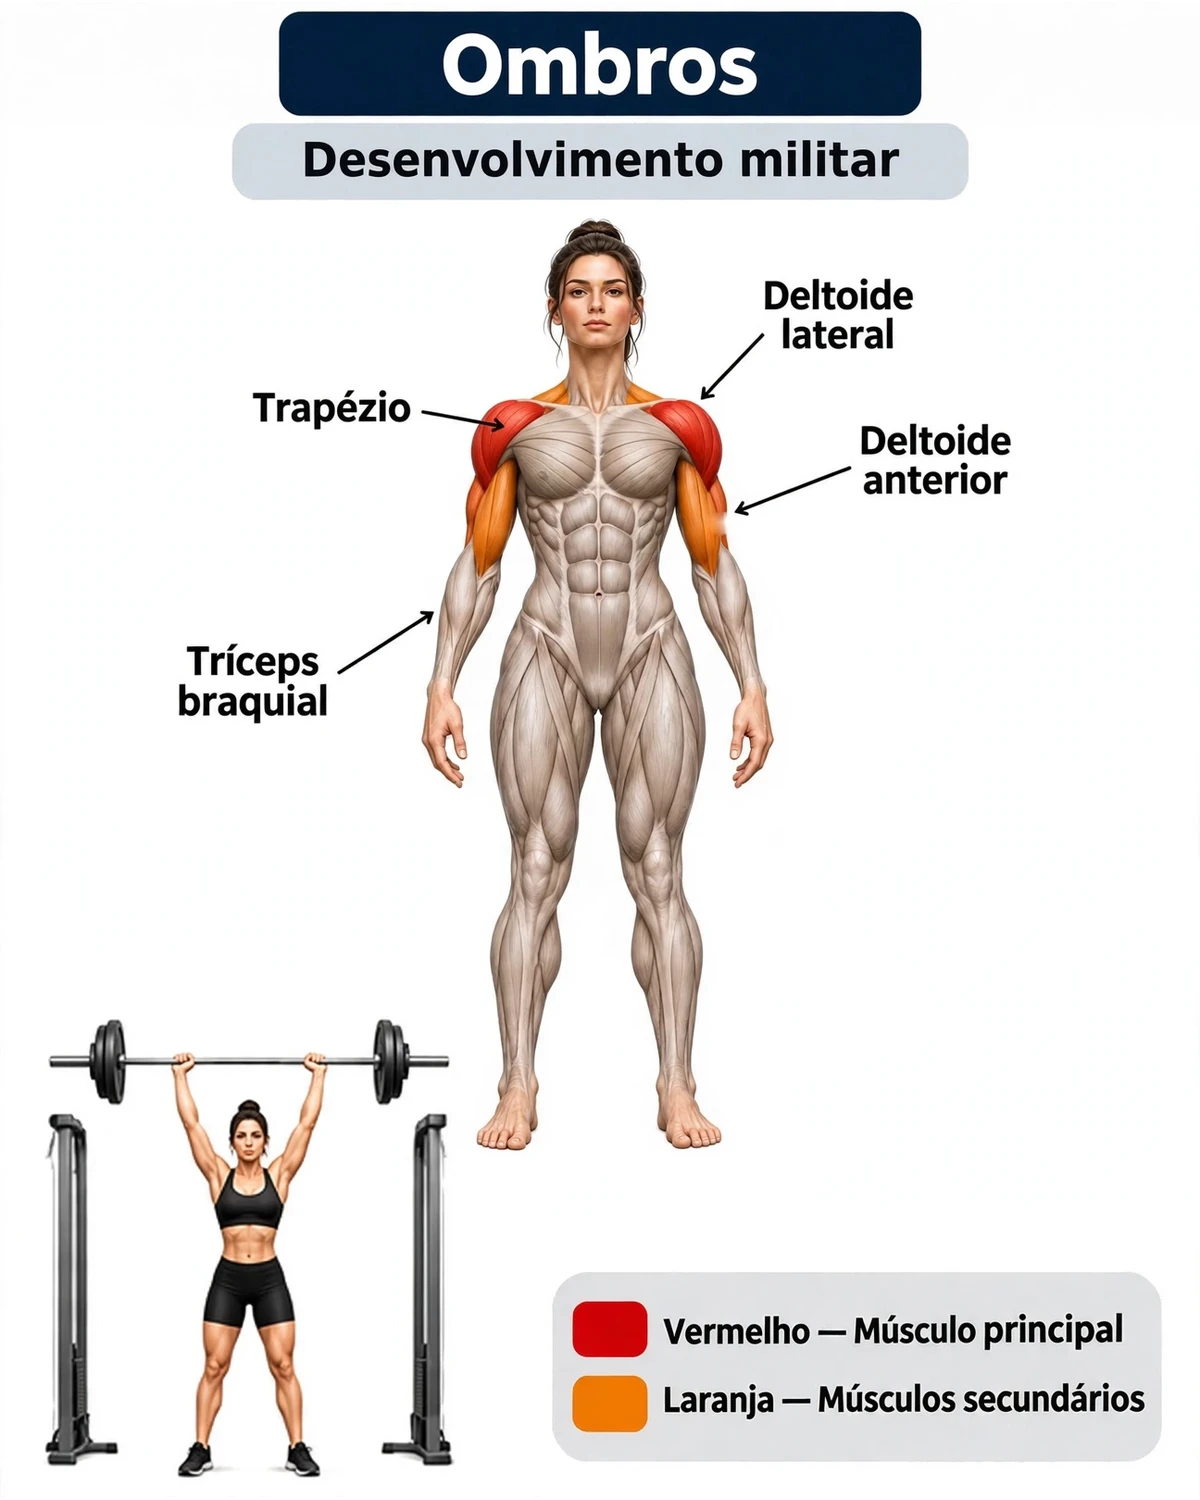 Ombros
Desenvolvimento militar
Deltoide
lateral
Trapézio
Deltoide
anterior
Tríceps
braquial
Vermelho — Músculo principal
Laranja — Músculos secundários